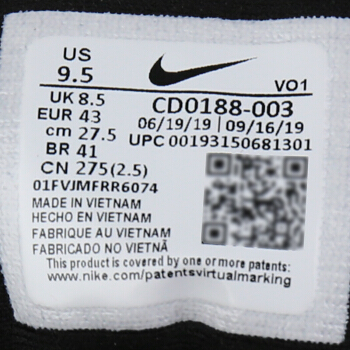 US
9.5
VO1
UK 8.5
EUR 43
cm 27.5
BR 41
CN 275(2.5)
CD0188-003
06/19/19 | 09/16/19
UPC 00193150681301
01FVJMFRR6074
MADE IN VIETNAM
HECHO EN VIETNAM
FABRIQUE AU VIETNAM
FABRICADO NO VIETNÃ
This product is covered by one or more patents. See
www.nike.com/patentsvirtualmarking